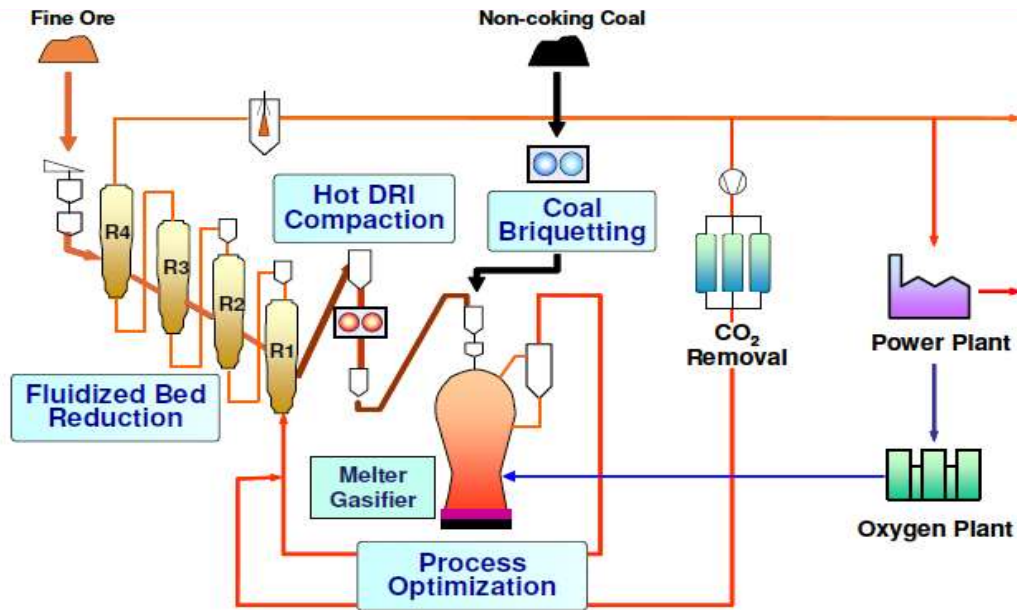 Fine Ore
Non-coking Coal
R4
R3
R2
R1
Hot DRI
Compaction
Coal
Briquetting
CO₂
Removal
Power Plant
Fluidized Bed
Reduction
Melter
Gasifier
Oxygen Plant
Process
Optimization